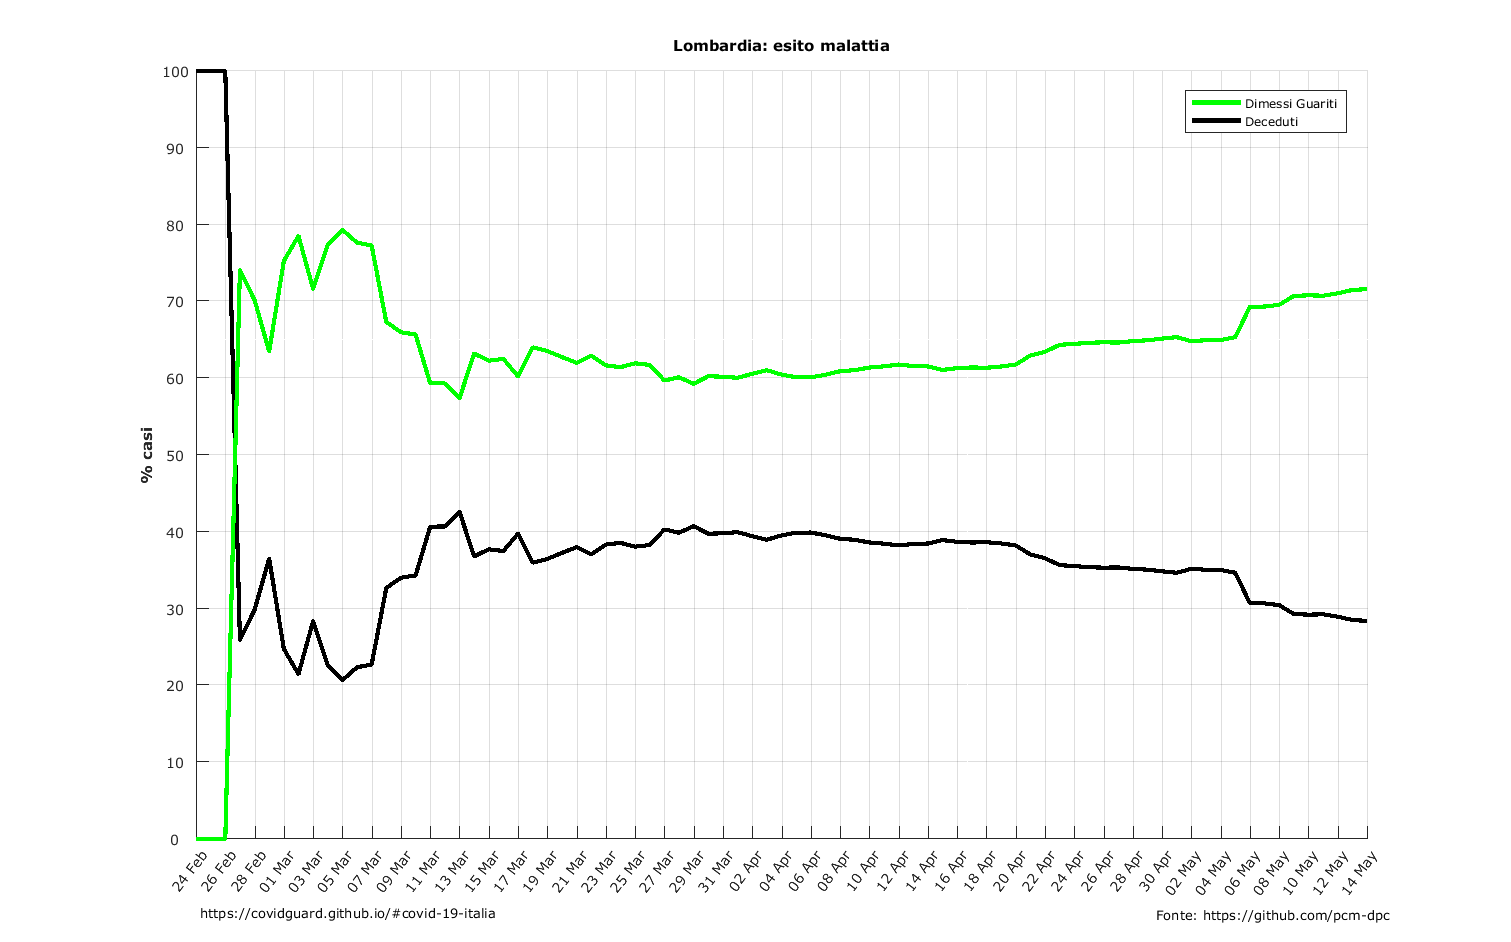 Lombardia: esito malattia
100
90
80
70
60
50
40
30
20
10
0
% casi
Dimessi Guariti
Deceduti
24 Feb
26 Feb
28 Feb
01 Mar
03 Mar
05 Mar
07 Mar
09 Mar
11 Mar
13 Mar
15 Mar
17 Mar
19 Mar
21 Mar
23 Mar
25 Mar
27 Mar
29 Mar
31 Mar
02 Apr
04 Apr
06 Apr
08 Apr
10 Apr
12 Apr
14 Apr
16 Apr
18 Apr
20 Apr
22 Apr
24 Apr
26 Apr
28 Apr
30 Apr
02 May
04 May
06 May
08 May
10 May
12 May
14 May
https://covidguard.github.io/#covid-19-italia
Fonte: https://github.com/pcm-dpc